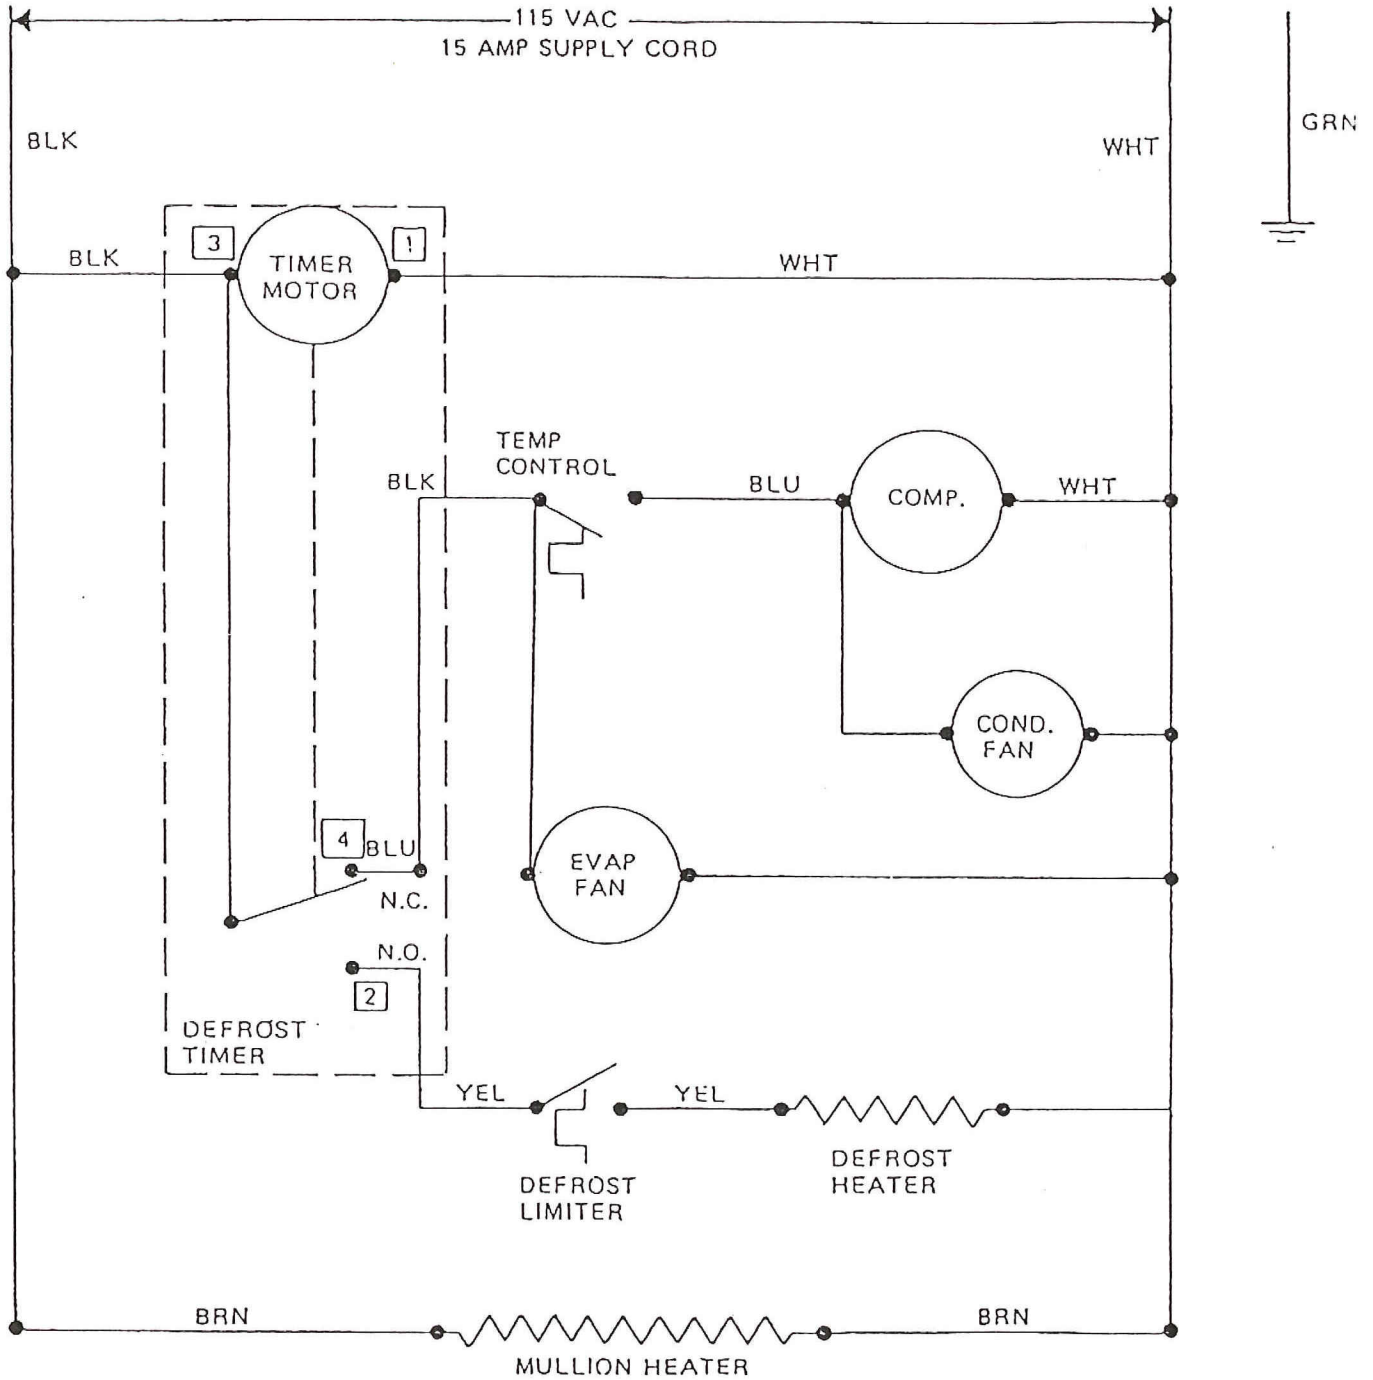 115 VAC
15 AMP SUPPLY CORD
BLK
WHT
GRN
3
1
BLK
TIMER
MOTOR
WHT
TEMP
CONTROL
BLK
BLU
COMP.
WHT
COND.
FAN
4
BLU
N.C.
EVAP
FAN
N.O.
2
DEFROST
TIMER
YEL
YEL
DEFROST
LIMITER
DEFROST
HEATER
BRN
BRN
MULLION HEATER